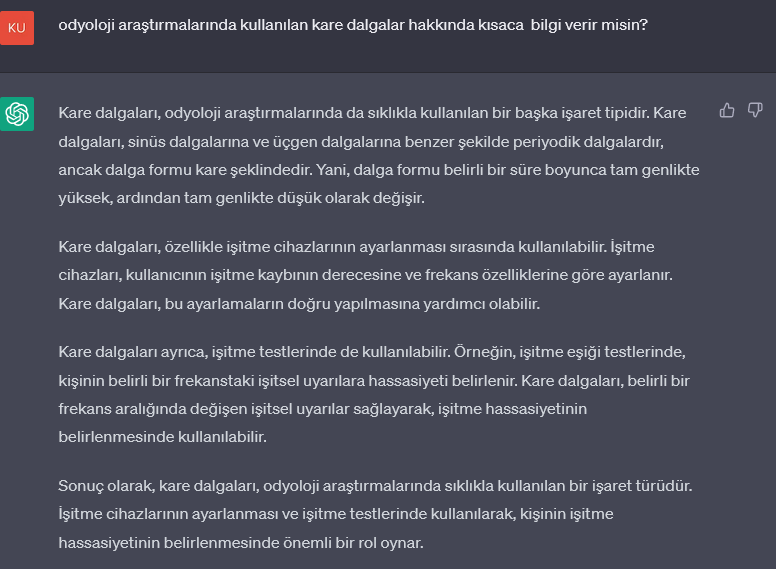 KU
odyoloji araştırmalarında kullanılan kare dalgalar hakkında kısaca bilgi verir misin?
Kare dalgaları, odyoloji araştırmalarında da sıklıkla kullanılan bir başka işaret tipidir. Kare
dalgaları, sinüs dalgalarına ve üçgen dalgalarına benzer şekilde periyodik dalgalardır,
ancak dalga formu kare şeklindedir. Yani, dalga formu belirli bir süre boyunca tam genlikte
yüksek, ardından tam genlikte düşük olarak değişir.
Kare dalgaları, özellikle işitme cihazlarının ayarlanması sırasında kullanılabilir. İşitme
cihazları, kullanıcının işitme kaybının derecesine ve frekans özelliklerine göre ayarlanır.
Kare dalgaları, bu ayarlamaların doğru yapılmasına yardımcı olabilir.
Kare dalgaları ayrıca, işitme testlerinde de kullanılabilir. Örneğin, işitme eşiği testlerinde,
kişinin belirli bir frekanstaki işitsel uyarılara hassasiyeti belirlenir. Kare dalgaları, belirli bir
frekans aralığında değişen işitsel uyarılar sağlayarak, işitme hassasiyetinin
belirlenmesinde kullanılabilir.
Sonuç olarak, kare dalgaları, odyoloji araştırmalarında sıklıkla kullanılan bir işaret türüdür.
İşitme cihazlarının ayarlanması ve işitme testlerinde kullanılarak, kişinin işitme
hassasiyetinin belirlenmesinde önemli bir rol oynar.